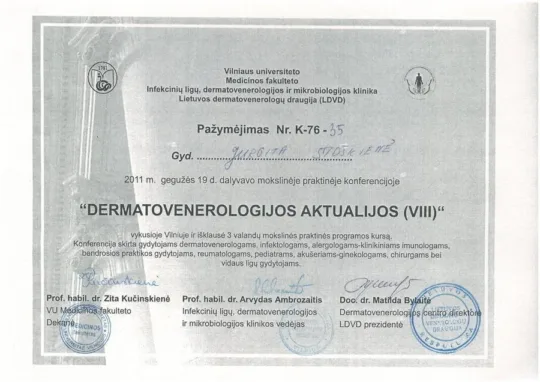 Vilniaus universiteto
Medicinos fakulteto
Infekcinių ligų, dermatovenerologijos ir mikrobiologijos klinika
Lietuvos dermatovenerologų draugija (LDVD)
Pažymėjimas Nr. K-76 - 35
Gyd. JURGITA
2011 m. gegužės 19 d. dalyvavo mokslinėje praktinėje konferencijoje
"DERMATOVENEROLOGIJOS AKTUALIJOS (VIII)"
vykusioje Vilniuje ir išklausė 3 valandų mokslinės praktinės programos kursą.
Konferencija skirta gydytojams dermatovenerologams, infektologams, alergologams-klinikiniams imunologams,
bendrosios praktikos gydytojams, reumatologams, pediatrams, akušeriams-ginekologams, chirurgams bei
vidaus ligų gydytojams.
Prof. habil. dr. Zita Kučinskienė
VU Medicinos fakulteto
Dekanė
Prof. habil. dr. Arvydas Ambrozaitis
Infekcinių ligų, dermatovenerologijos
ir mikrobiologijos klinikos vedėjas
Doc. dr. Matilda Bylaitė
Dermatovenerologijos centro direktorė
LDVD prezidentė